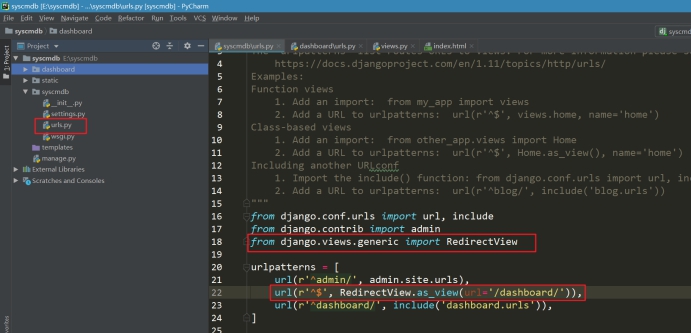 syscmdb [E:\syscmdb] - ...\syscmdb\urls.py [syscmdb] - PyCharm
File Edit View Navigate Code Refactor Run Tools VCS Window Help
syscmdb dashboard
Project
syscmdb\urls.py dashboard\urls.py views.py index.html
1: Project
syscmdb E:\syscmdb
dashboard
static
syscmdb
__init__.py
settings.py
urls.py
wsgi.py
templates
manage.py
External Libraries
Scratches and Consoles
4 https://docs.djangoproject.com/en/1.11/topics/http/urls/
5 Examples:
6 Function views
7 1. Add an import: from my_app import views
8 2. Add a URL to urlpatterns: url(r'^$', views.home, name='home')
9 Class-based views
10 1. Add an import: from other_app.views import Home
11 2. Add a URL to urlpatterns: url(r'^$', Home.as_view(), name='home')
12 Including another URLconf
13 1. Import the include() function: from django.conf.urls import url, in
14 2. Add a URL to urlpatterns: url(r'^blog/', include('blog.urls'))
15 """
16 from django.conf.urls import url, include
17 from django.contrib import admin
18 from django.views.generic import RedirectView
19
20 urlpatterns = [
21 url(r'^admin/', admin.site.urls),
22 url(r'^$', RedirectView.as_view(url='/dashboard/')),
23 url(r'^dashboard/', include('dashboard.urls')),
24 ]